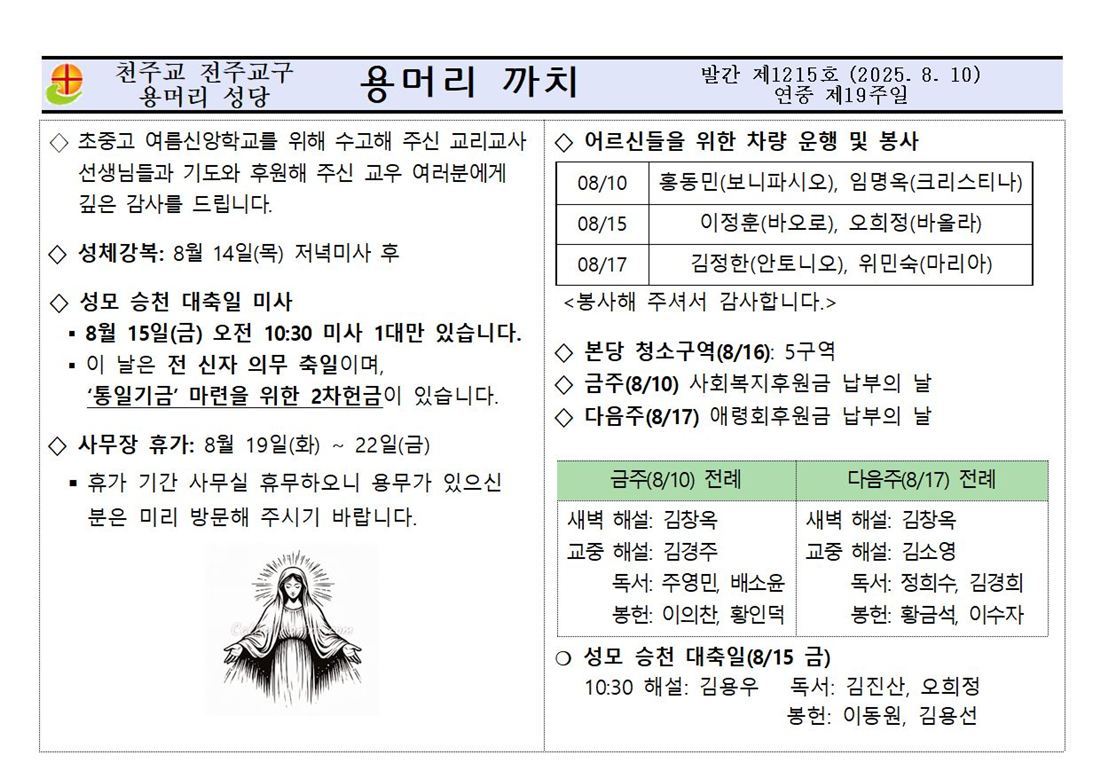 천주교 전주교구
용머리 성당
용머리 까치
발간 제1215호 (2025. 8. 10)
연중 제19주일
◇ 초중고 여름신앙학교를 위해 수고해 주신 교리교사
선생님들과 기도와 후원해 주신 교우 여러분에게
깊은 감사를 드립니다.
◇ 성체강복: 8월 14일(목) 저녁미사 후
◇ 성모 승천 대축일 미사
▪ 8월 15일(금) 오전 10:30 미사 1대만 있습니다.
▪ 이 날은 전 신자 의무 축일이며,
‘통일기금’ 마련을 위한 2차헌금이 있습니다.
◇ 사무장 휴가: 8월 19일(화) ~ 22일(금)
▪ 휴가 기간 사무실 휴무하오니 용무가 있으신
분은 미리 방문해 주시기 바랍니다.
◇ 어르신들을 위한 차량 운행 및 봉사
08/10 홍동민(보니파시오), 임명옥(크리스티나)
08/15 이정훈(바오로), 오희정(바울라)
08/17 김정한(안토니오), 위민숙(마리아)
<봉사해 주셔서 감사합니다.>
◇ 본당 청소구역(8/16): 5구역
◇ 금주(8/10) 사회복지후원금 납부의 날
◇ 다음주(8/17) 애령회후원금 납부의 날
금주(8/10) 전례
새벽 해설: 김창옥
교중 해설: 김경주
독서: 주영민, 배소윤
봉헌: 이의찬, 황인덕
다음주(8/17) 전례
새벽 해설: 김창옥
교중 해설: 김소영
독서: 정희수, 김경희
봉헌: 황금석, 이수자
○ 성모 승천 대축일(8/15 금)
10:30 해설: 김용우 독서: 김진산, 오희정
봉헌: 이동원, 김용선